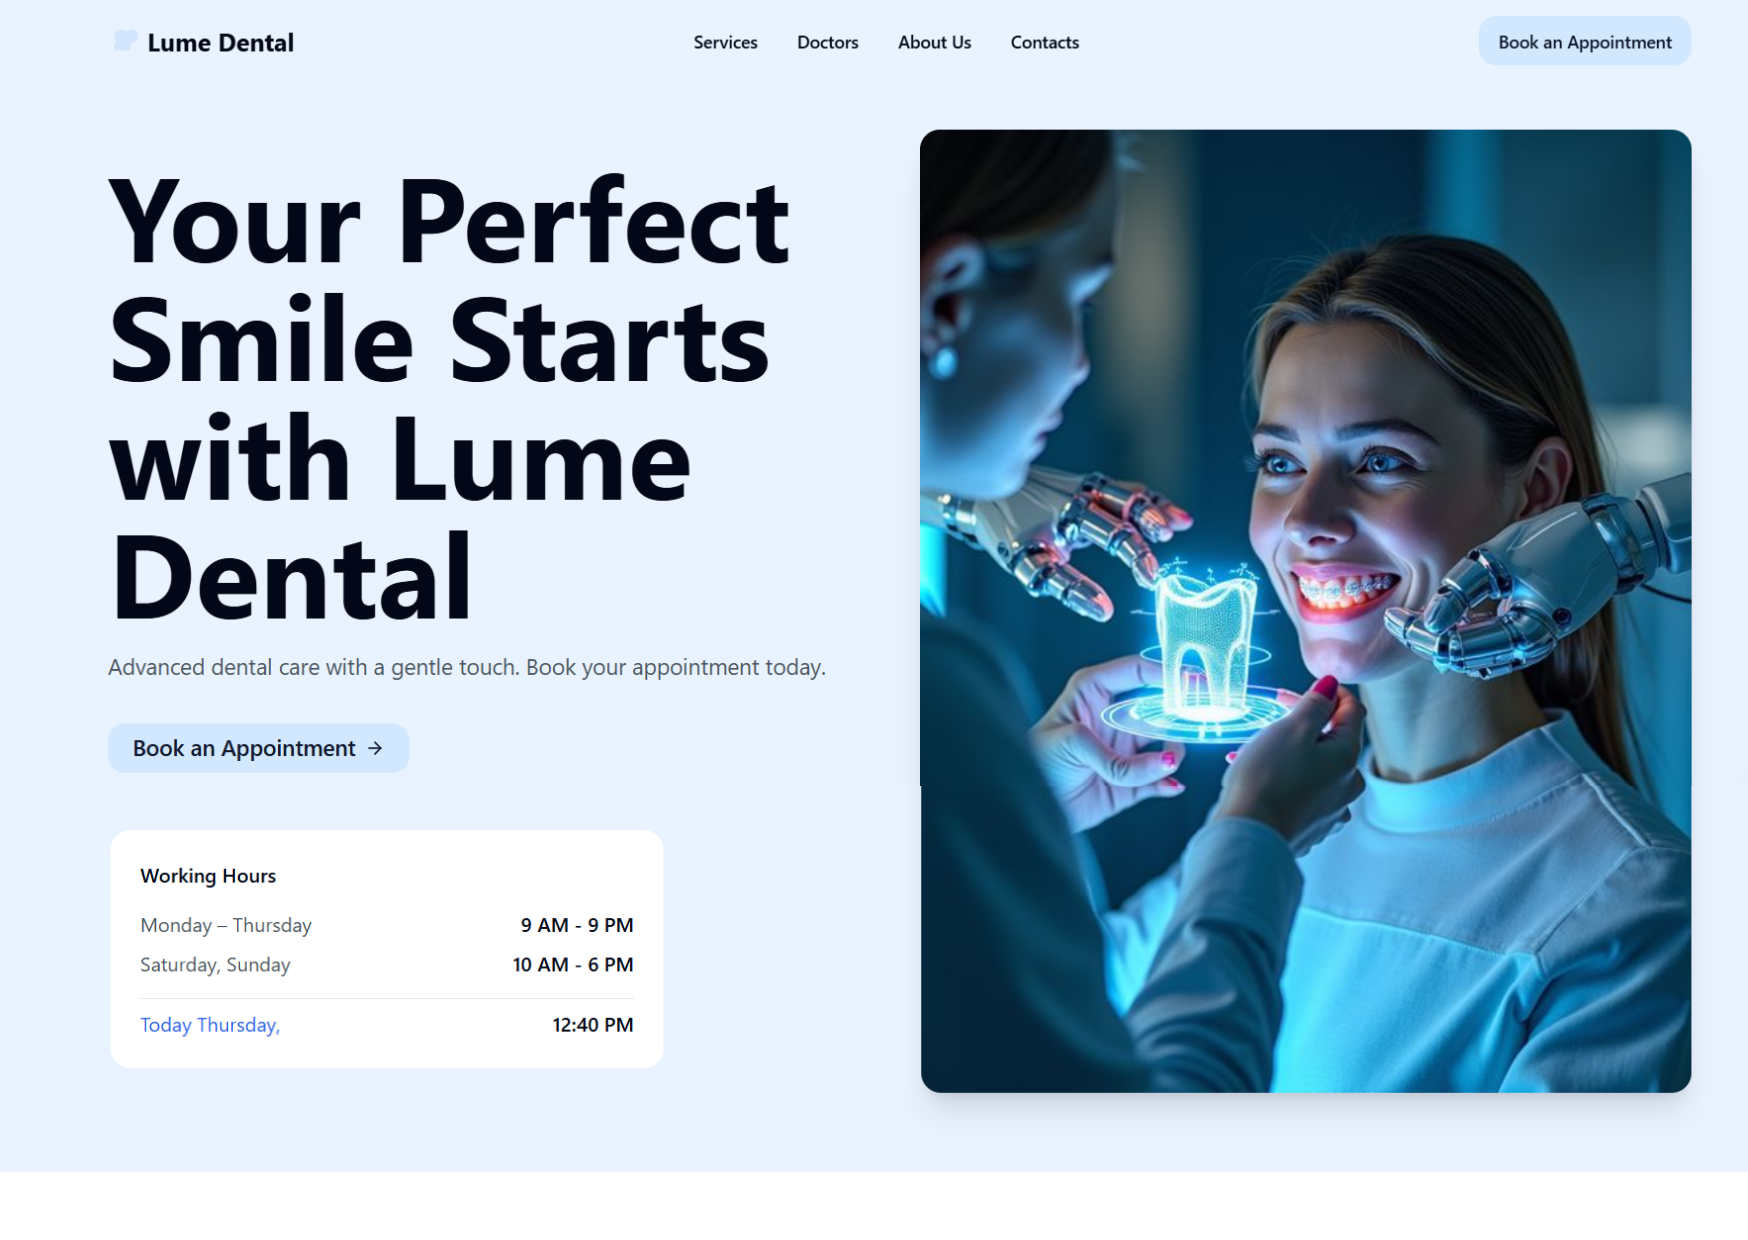 Lume Dental
Services
Doctors
About Us
Contacts
Book an Appointment
Your Perfect
Smile Starts
with Lume
Dental
Advanced dental care with a gentle touch. Book your appointment today.
Book an Appointment →
Working Hours
Monday – Thursday 9 AM - 9 PM
Saturday, Sunday 10 AM - 6 PM
Today Thursday, 12:40 PM